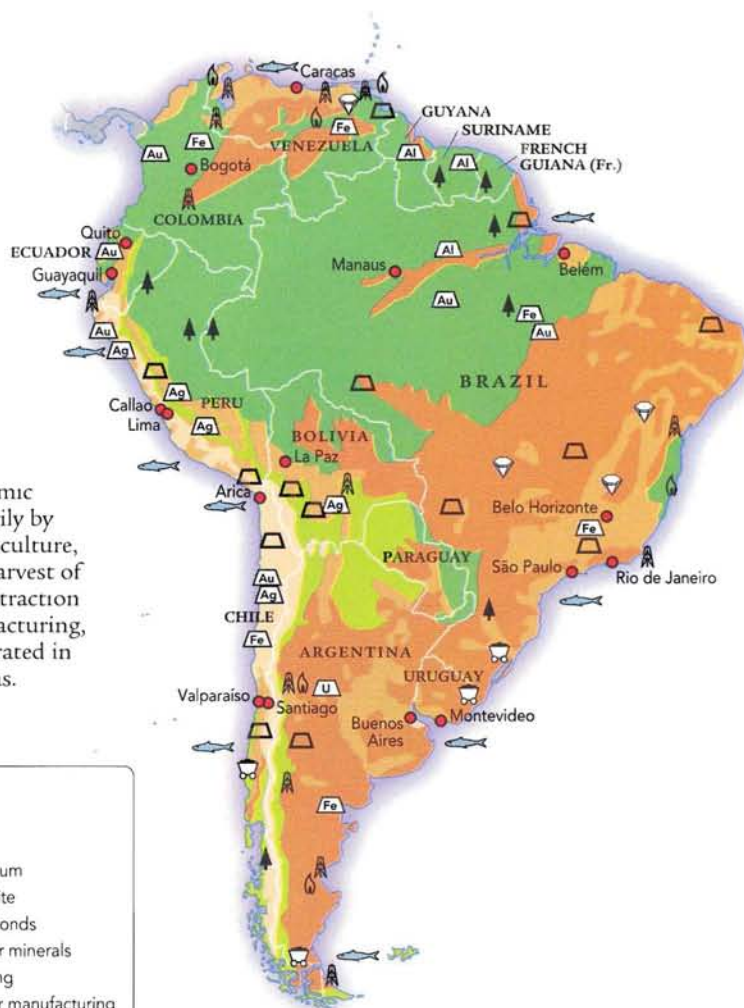 Caracas
GUYANA
SURINAME
FRENCH
GUIANA (Fr.)
Fe
Fe
VENEZUELA
Au
Al
Al
Bogotá
COLOMBIA
Quito
ECUADOR
Au
Al
Manaus
Belém
Guayaquil
Au
Fe
Au
Au
Ag
BRAZIL
Ag
PERU
Callao
Lima
Ag
BOLIVIA
La Paz
Arica
Ag
Belo Horizonte
Fe
PARAGUAY
São Paulo
Rio de Janeiro
Au
Ag
CHILE
Fe
ARGENTINA
URUGUAY
U
Valparaíso
Santiago
Buenos
Aires
Montevideo
Fe
mic
ily by
culture,
arvest of
traction
acturing,
rated in
s.
um
ite
onds
r minerals
ng
r manufacturing